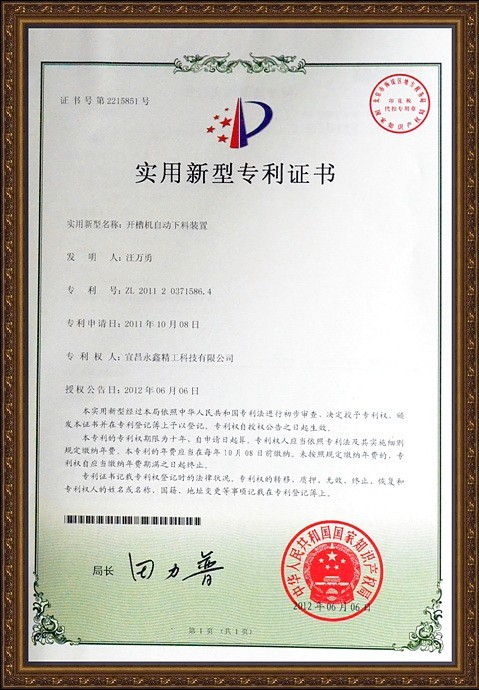 证书号第2215851号
印花税
代扣专用章
国家知识产权局
实用新型专利证书
实用新型名称：开槽机自动下料装置
发 明 人：汪万勇
专 利 号：ZL 2011 2 0371586.4
专利申请日：2011年10月08日
专 利 权 人：宜昌永鑫精工科技有限公司
授权公告日：2012年06月06日
本实用新型经过本局依照中华人民共和国专利法进行初步审查，决定授予专利权，颁
发本证书并在专利登记簿上予以登记。专利权自授权公告之日起生效。
本专利的专利权期限为十年，自申请日起算。专利权人应当依照专利法及其实施细则
规定缴纳年费。本专利的年费应当在每年10月08日前缴纳。未按照规定缴纳年费的，专
利权自应当缴纳年费期满之日起终止。
专利证书记载专利权登记时的法律状况。专利权的转移、质押、无效、终止、恢复和
专利权人的姓名或名称、国籍、地址变更等事项记载在专利登记簿上。
局长 田力普
中华人民共和国国家知识产权局
2012年06月06日
第1页（共1页）